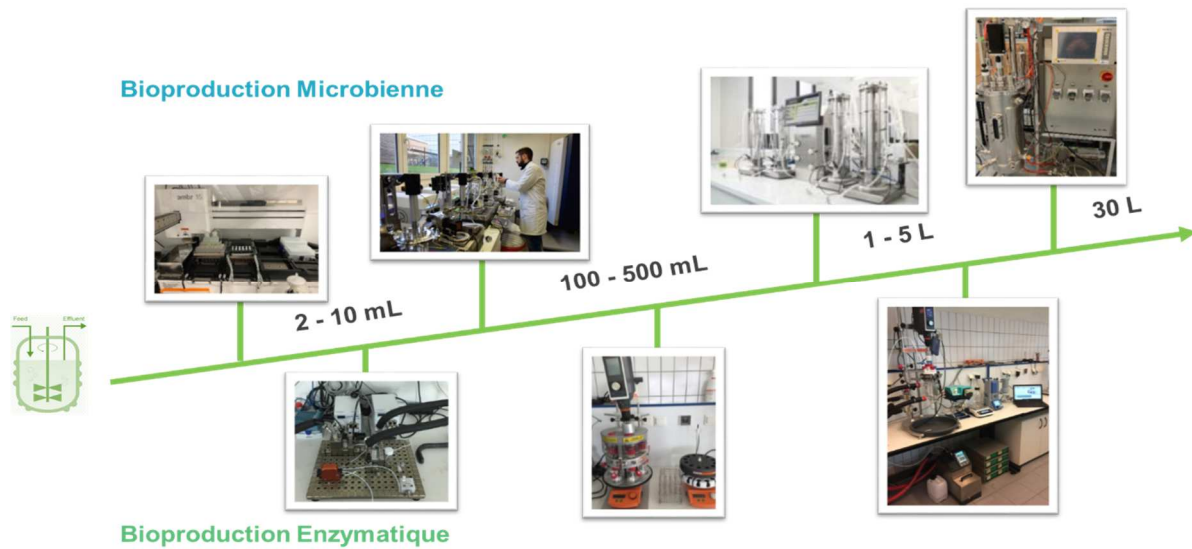 Bioproduction Microbienne
30 L
1 - 5 L
100 - 500 mL
2 - 10 mL
Feed
Effluent
Bioproduction Enzymatique